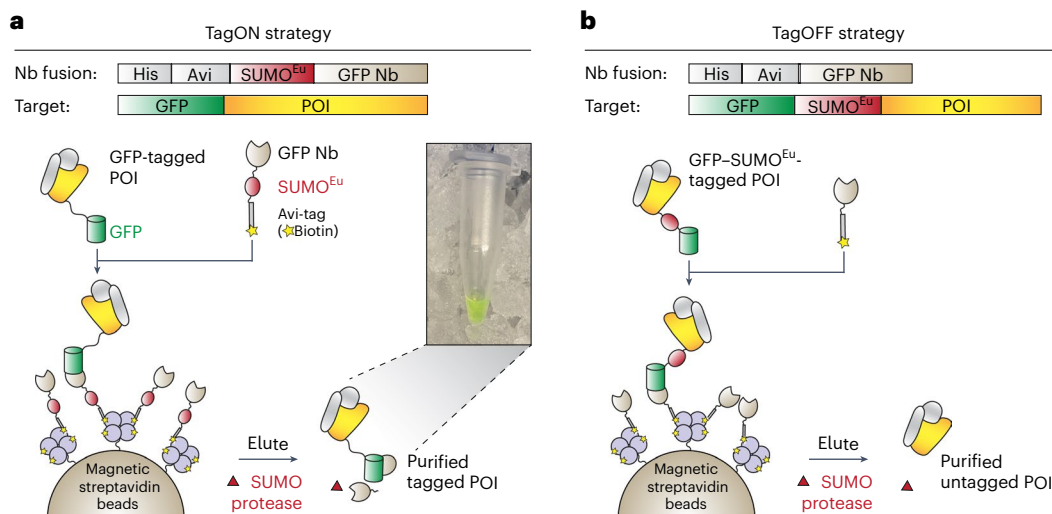 a
TagON strategy
Nb fusion:
His
Avi
SUMO^Eu
GFP Nb
Target:
GFP
POI
GFP-tagged
POI
GFP
GFP Nb
SUMO^Eu
Avi-tag
(Biotin)
Magnetic
streptavidin
beads
Elute
SUMO
protease
Purified
tagged POI
b
TagOFF strategy
Nb fusion:
His
Avi
GFP Nb
Target:
GFP
SUMO^Eu
POI
GFP–SUMO^Eu-
tagged POI
Magnetic
streptavidin
beads
Elute
SUMO
protease
Purified
untagged POI